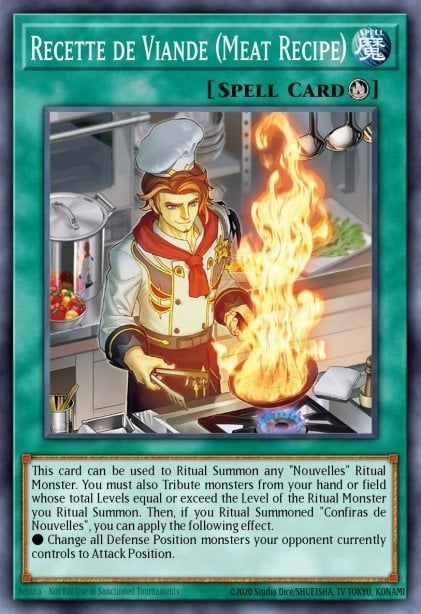 Recette de Viande (Meat Recipe)
SPELL
魔
[Spell Card]
This card can be used to Ritual Summon any "Nouvelles" Ritual
Monster. You must also Tribute monsters from your hand or field
whose total Levels equal or exceed the Level of the Ritual Monster
you Ritual Summon. Then, if you Ritual Summoned "Confiras de
Nouvelles", you can apply the following effect.
● Change all Defense Position monsters your opponent currently
controls to Attack Position.
Replica - Not For Use in Sanctioned Tournaments
©2020 Studio Dice/SHUEISHA, TV TOKYO, KONAMI